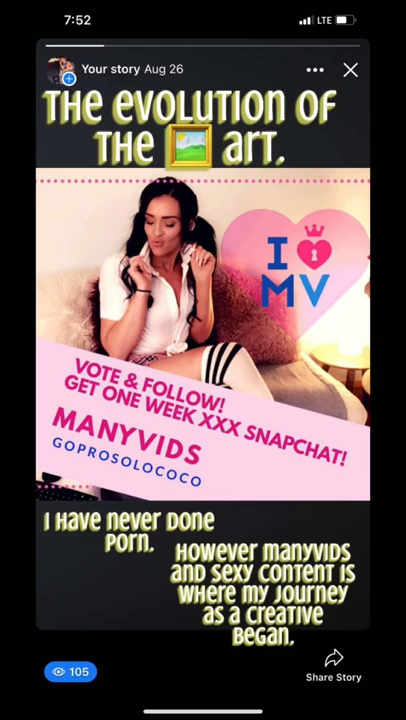 7:52
LTE
Your story Aug 26
THE EVOLUTION OF
THE 🖼️ ART.
I
MV
VOTE & FOLLOW!
GET ONE WEEK XXX SNAPCHAT!
MANYVIDS
GOPROSOLOCOCO
I HAVE NEVER DONE
PORN.
HOWEVER MANYVIDS
AND SEXY CONTENT IS
WHERE MY JOURNEY
AS A CREATIVE
BEGAN.
105
Share Story